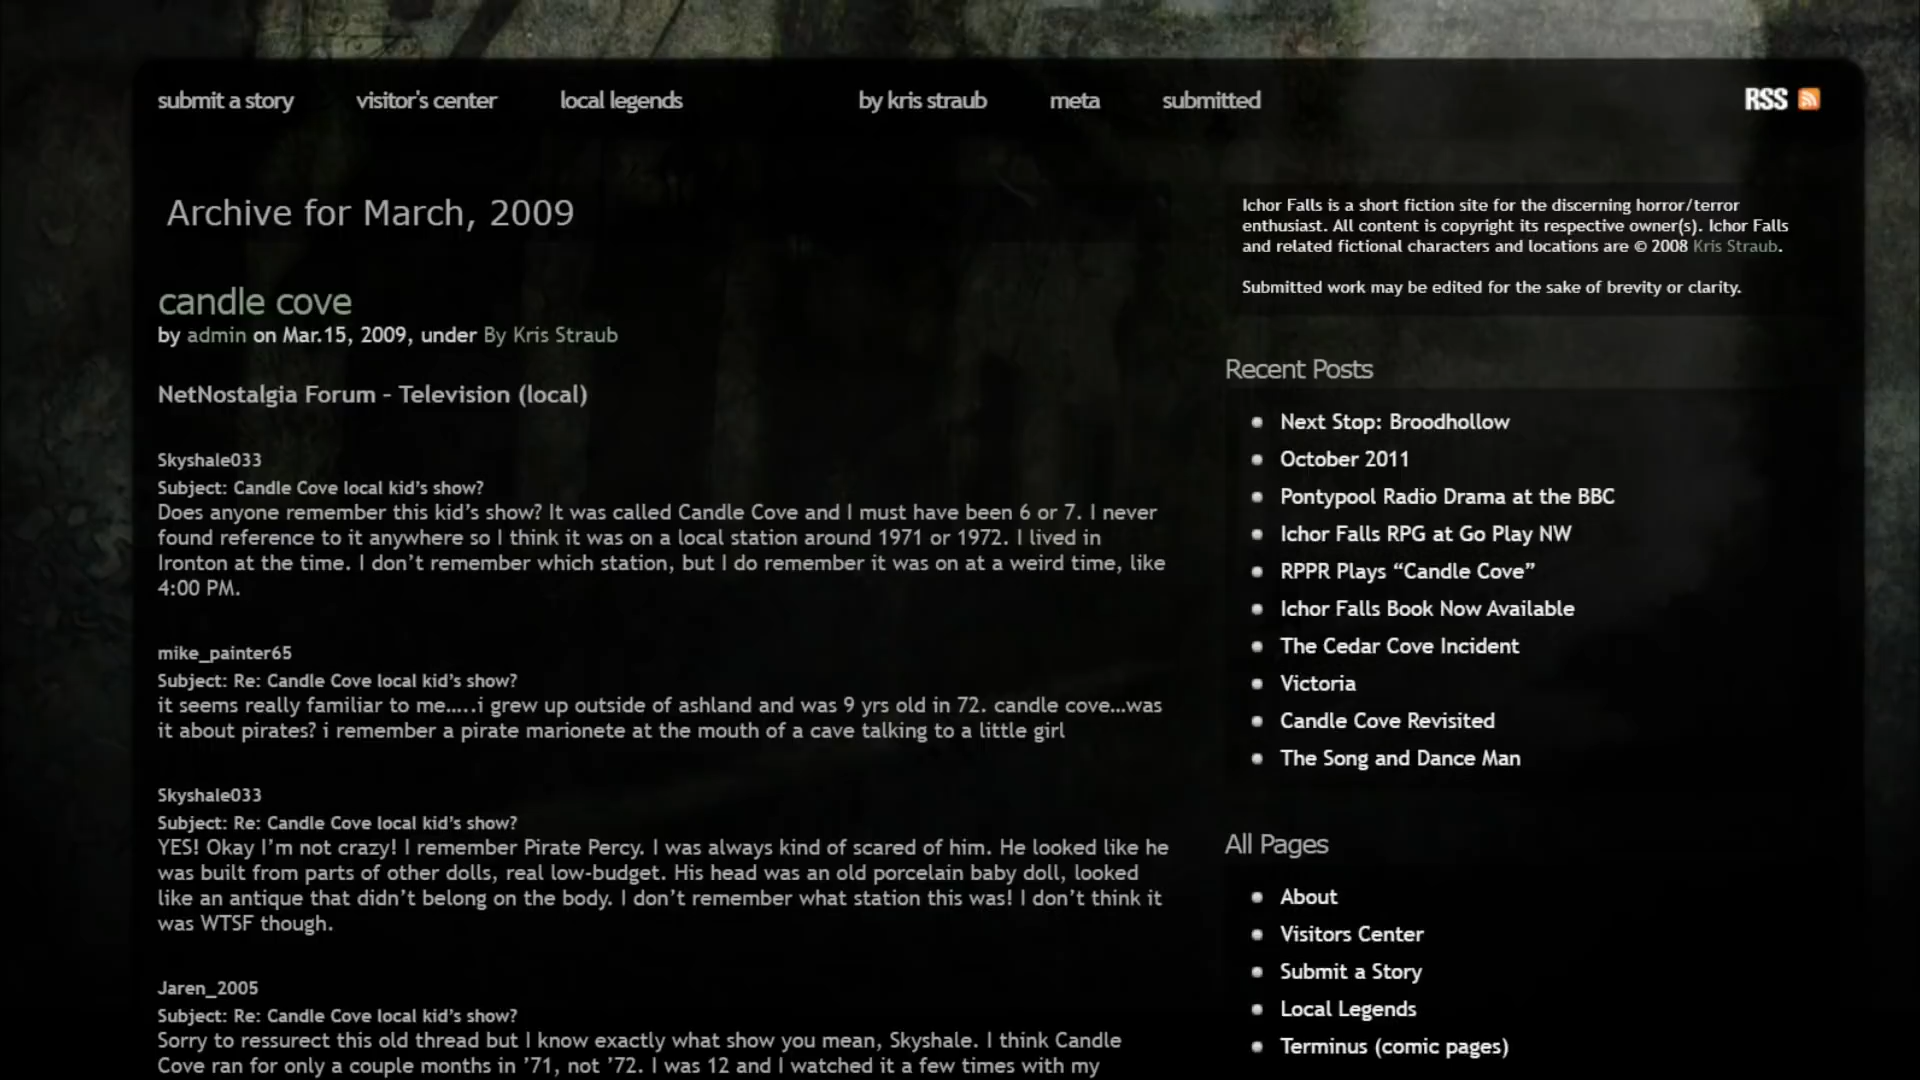 submit a story visitor's center local legends by kris straub meta submitted RSS
Archive for March, 2009
candle cove
by admin on Mar.15, 2009, under By Kris Straub
NetNostalgia Forum - Television (local)
Skyshale033
Subject: Candle Cove local kid's show?
Does anyone remember this kid's show? It was called Candle Cove and I must have been 6 or 7. I never
found reference to it anywhere so I think it was on a local station around 1971 or 1972. I lived in
Ironton at the time. I don't remember which station, but I do remember it was on at a weird time, like
4:00 PM.
mike_painter65
Subject: Re: Candle Cove local kid's show?
it seems really familiar to me…..i grew up outside of ashland and was 9 yrs old in 72. candle cove…was
it about pirates? i remember a pirate marionete at the mouth of a cave talking to a little girl
Skyshale033
Subject: Re: Candle Cove local kid's show?
YES! Okay I'm not crazy! I remember Pirate Percy. I was always kind of scared of him. He looked like he
was built from parts of other dolls, real low-budget. His head was an old porcelain baby doll, looked
like an antique that didn't belong on the body. I don't remember what station this was! I don't think it
was WTSF though.
Jaren_2005
Subject: Re: Candle Cove local kid's show?
Sorry to ressurect this old thread but I know exactly what show you mean, Skyshale. I think Candle
Cove ran for only a couple months in '71, not '72. I was 12 and I watched it a few times with my
Ichor Falls is a short fiction site for the discerning horror/terror
enthusiast. All content is copyright its respective owner(s). Ichor Falls
and related fictional characters and locations are © 2008 Kris Straub.
Submitted work may be edited for the sake of brevity or clarity.
Recent Posts
Next Stop: Broodhollow
October 2011
Pontypool Radio Drama at the BBC
Ichor Falls RPG at Go Play NW
RPPR Plays "Candle Cove"
Ichor Falls Book Now Available
The Cedar Cove Incident
Victoria
Candle Cove Revisited
The Song and Dance Man
All Pages
About
Visitors Center
Submit a Story
Local Legends
Terminus (comic pages)